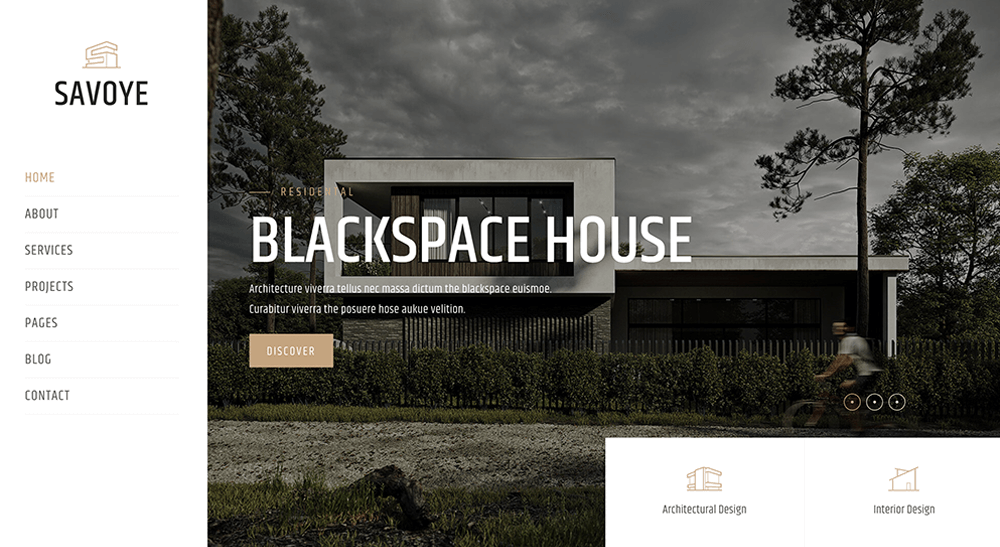 SAVOYE
HOME
ABOUT
SERVICES
PROJECTS
PAGES
BLOG
CONTACT
RESIDENTAL
BLACKSPACE HOUSE
Architecture viverra tellus nec massa dictum the blackspace euismoe.
Curabitur viverra the posuere hose aukue velition.
DISCOVER
Architectural Design
Interior Design